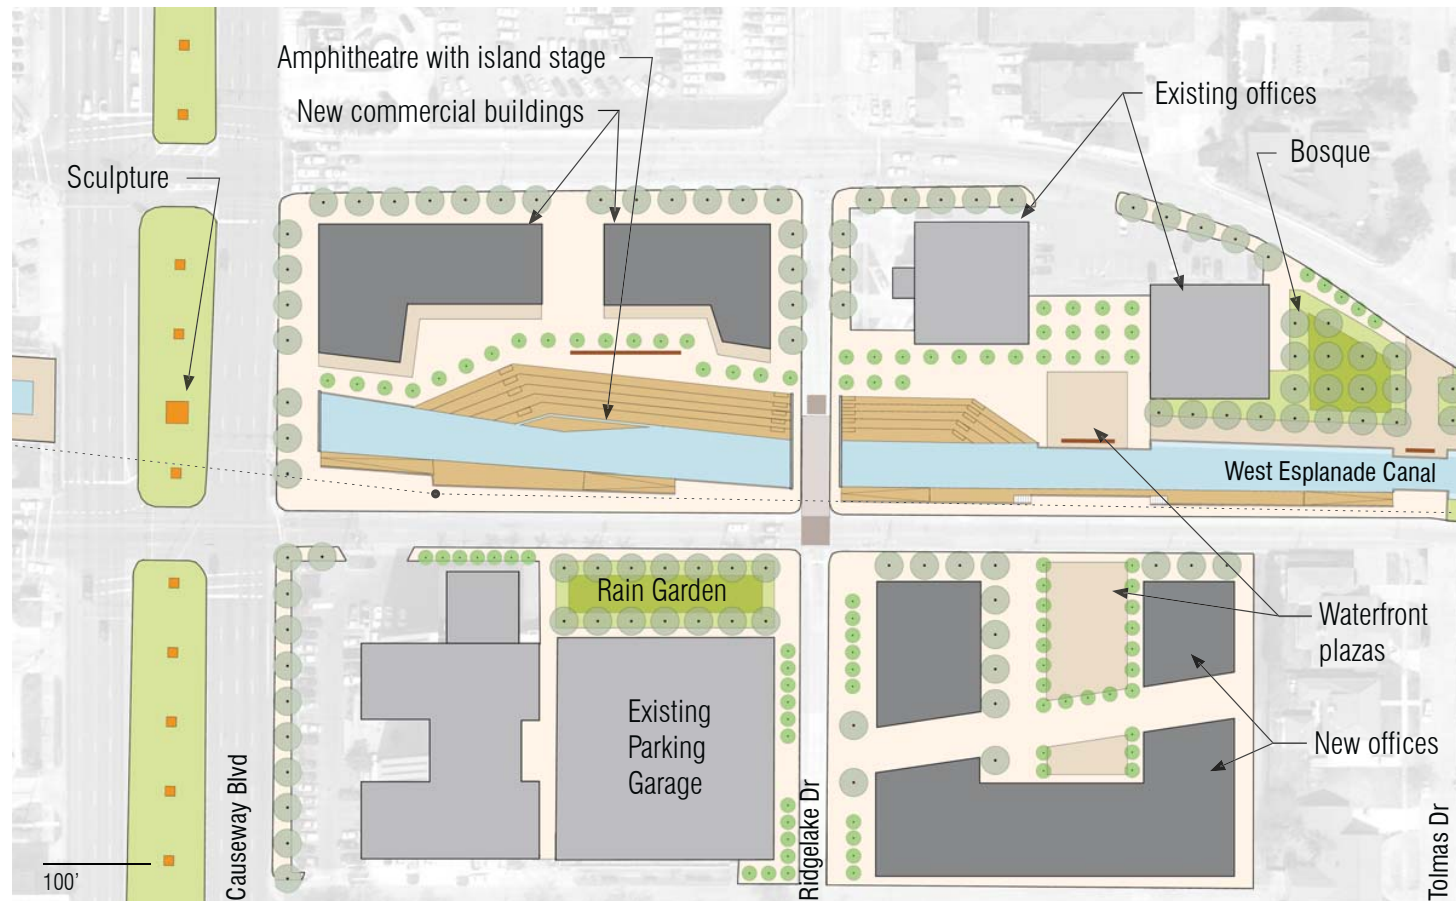 Amphitheatre with island stage
New commercial buildings
Existing offices
Bosque
Sculpture
West Esplanade Canal
Rain Garden
Waterfront
plazas
Existing
Parking
Garage
New offices
Causeway Blvd
Ridgelake Dr
Tolmas Dr
100’